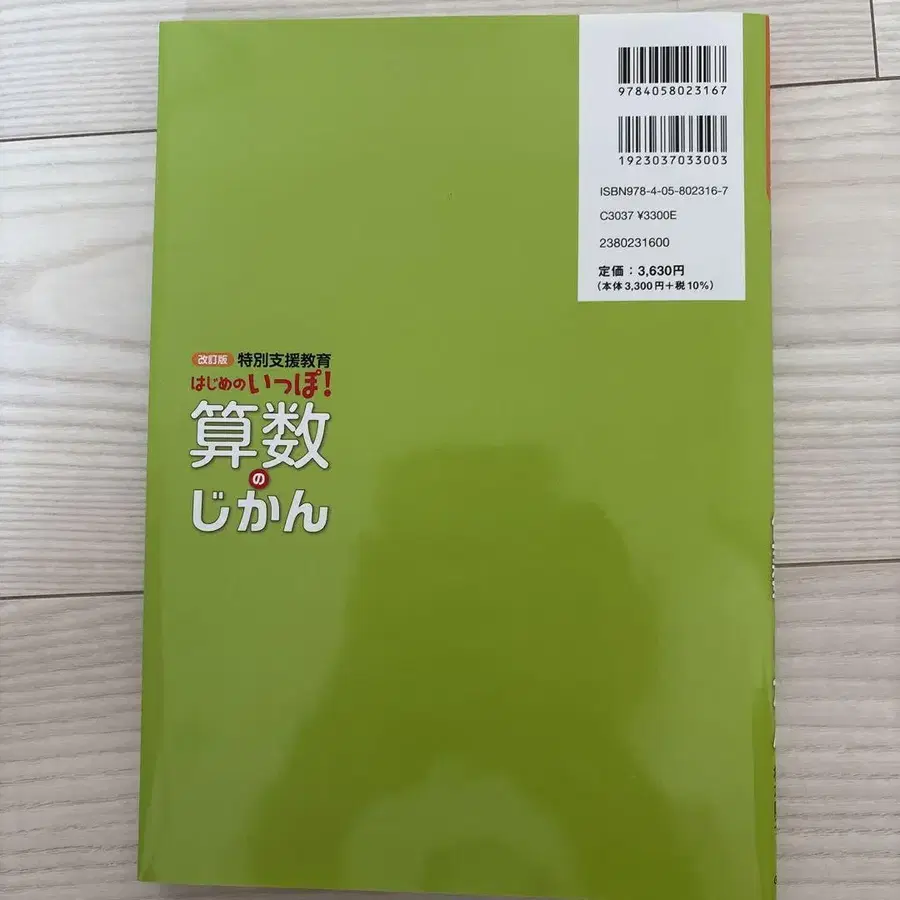 9784058023167
1923037033003
ISBN978-4-05-802316-7
C3037 ¥3300E
2380231600
定価：3,630円
（本体3,300円＋税10%）
改訂版 特別支援教育
はじめのいっぽ！
算数
の
じかん